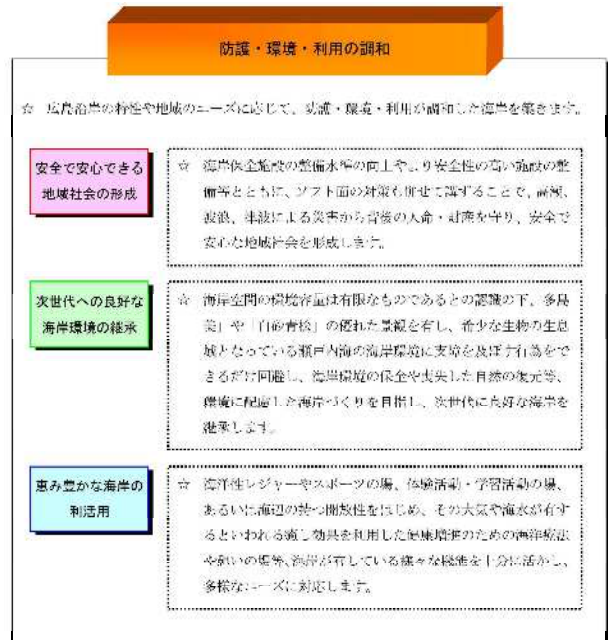 防護・環境・利用の調和
☆ 広島沿岸の特性や地域のニーズに応じて、防護・環境・利用が調和した海岸を築きます。
安全で安心できる
地域社会の形成
☆ 海岸保全施設の整備水準の向上やより安全性の高い施設の整
備等とともに、ソフト面の対策も併せて講ずることで、高潮、
波浪、津波による災害から背後の人命・財産を守り、安全で
安心な地域社会を形成します。
次世代への良好な
海岸環境の継承
☆ 海岸空間の環境容量は有限なものであるとの認識の下、多島
美」や「白砂青松」の優れた景観を有し、希少な生物の生息
域となっている瀬戸内海の海岸環境に支障を及ぼす行為をで
きるだけ回避し、海岸環境の保全や喪失した自然の復元等、
環境に配慮した海岸づくりを目指し、次世代に良好な海岸を
継承します。
恵み豊かな海岸の
利活用
☆ 海洋性レジャーやスポーツの場、体験活動・学習活動の場、
あるいは海辺の持つ開放性をはじめ、その大気や海水が有す
るといわれる癒し効果を利用した健康増進のための海洋療法
や憩いの場等、海岸が有している様々な機能を十分に活かし、
多様なニーズに対応します。